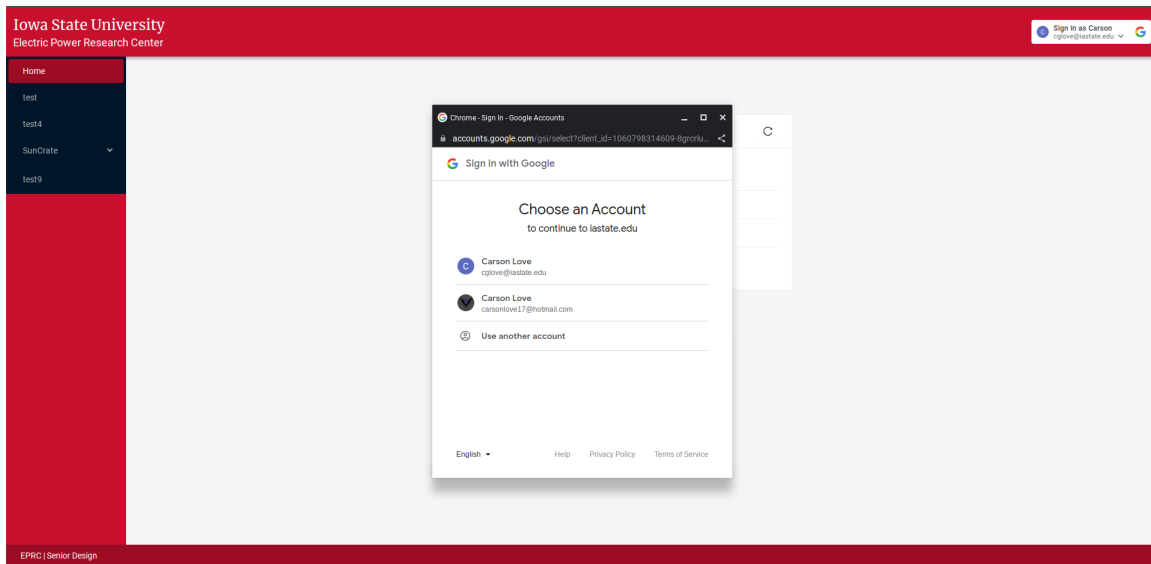 Iowa State University
Electric Power Research Center
Sign in as Carson
cglove@iastate.edu
Home
test
test4
SunCrate
test9
Chrome - Sign In - Google Accounts
accounts.google.com/gsi/select?client_id=1060798314609-8grcrlu...
Sign in with Google
Choose an Account
to continue to iastate.edu
C
Carson Love
cglove@iastate.edu
Carson Love
carsonlove17@hotmail.com
Use another account
English
Help Privacy Policy Terms of Service
EPRC | Senior Design